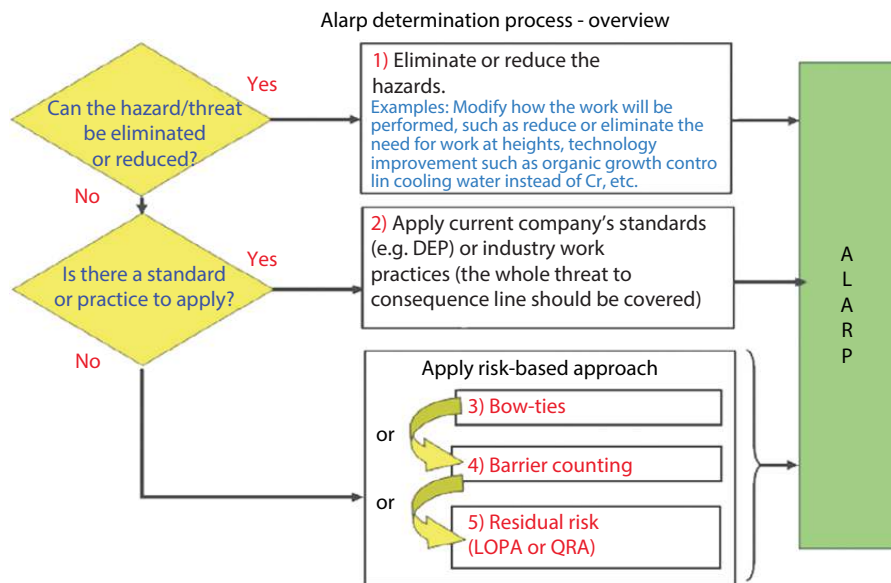 Alarp determination process - overview
Can the hazard/threat
be eliminated
or reduced?
Yes
1) Eliminate or reduce the
hazards.
Examples: Modify how the work will be
performed, such as reduce or eliminate the
need for work at heights, technology
improvement such as organic growth contro
lin cooling water instead of Cr, etc.
No
Is there a standard
or practice to apply?
Yes
2) Apply current company's standards
(e.g. DEP) or industry work
practices (the whole threat to
consequence line should be covered)
No
Apply risk-based approach
3) Bow-ties
or
4) Barrier counting
or
5) Residual risk
(LOPA or QRA)
A
L
A
R
P